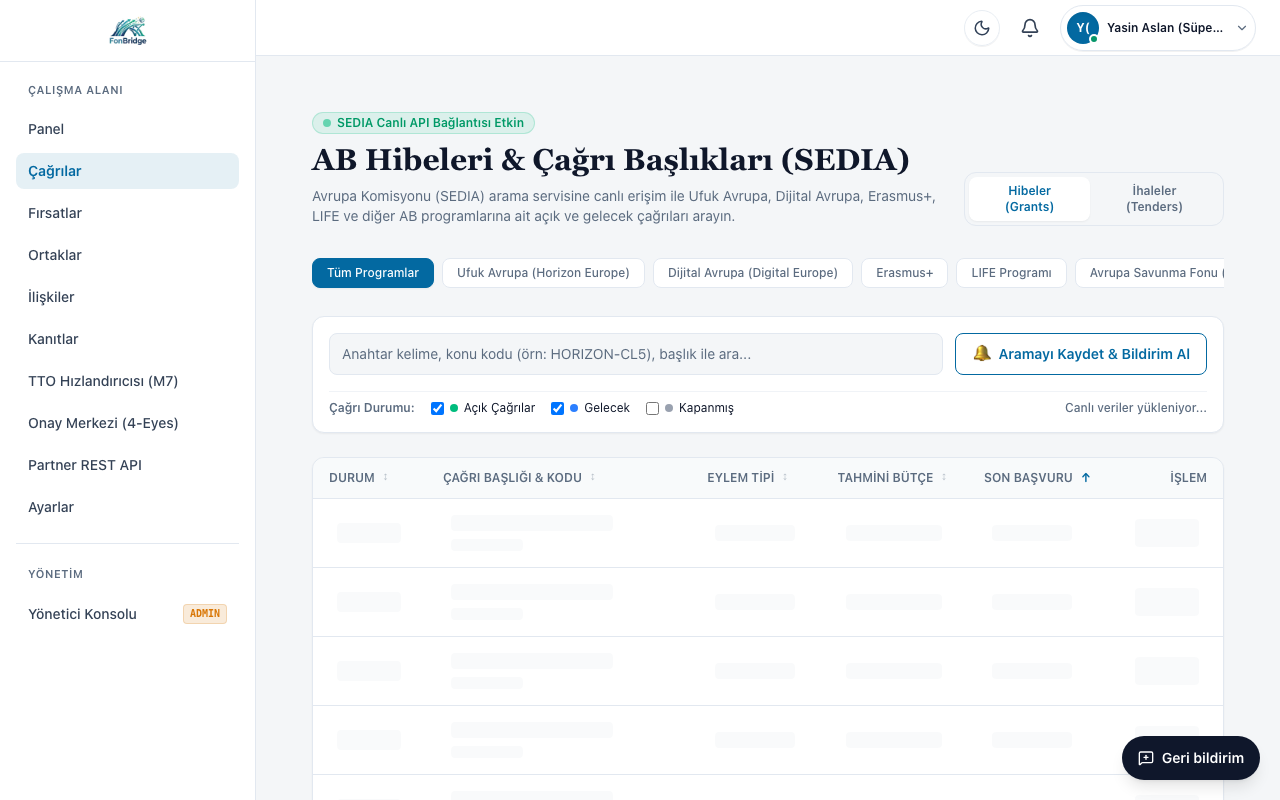 FonBridge
Y(
Yasin Aslan (Süpe...
ÇALIŞMA ALANI
Panel
Çağrılar
Fırsatlar
Ortaklar
İlişkiler
Kanıtlar
TTO Hızlandırıcısı (M7)
Onay Merkezi (4-Eyes)
Partner REST API
Ayarlar
YÖNETİM
Yönetici Konsolu
ADMIN
SEDIA Canlı API Bağlantısı Etkin
AB Hibeleri & Çağrı Başlıkları (SEDIA)
Avrupa Komisyonu (SEDIA) arama servisine canlı erişim ile Ufuk Avrupa, Dijital Avrupa, Erasmus+,
LIFE ve diğer AB programlarına ait açık ve gelecek çağrıları arayın.
Hibeler
(Grants)
İhaleler
(Tenders)
Tüm Programlar
Ufuk Avrupa (Horizon Europe)
Dijital Avrupa (Digital Europe)
Erasmus+
LIFE Programı
Avrupa Savunma Fonu (
Anahtar kelime, konu kodu (örn: HORIZON-CL5), başlık ile ara...
Aramayı Kaydet & Bildirim Al
Çağrı Durumu:
Açık Çağrılar
Gelecek
Kapanmış
Canlı veriler yükleniyor...
DURUM
ÇAĞRI BAŞLIĞI & KODU
EYLEM TİPİ
TAHMİNİ BÜTÇE
SON BAŞVURU
İŞLEM
Geri bildirim